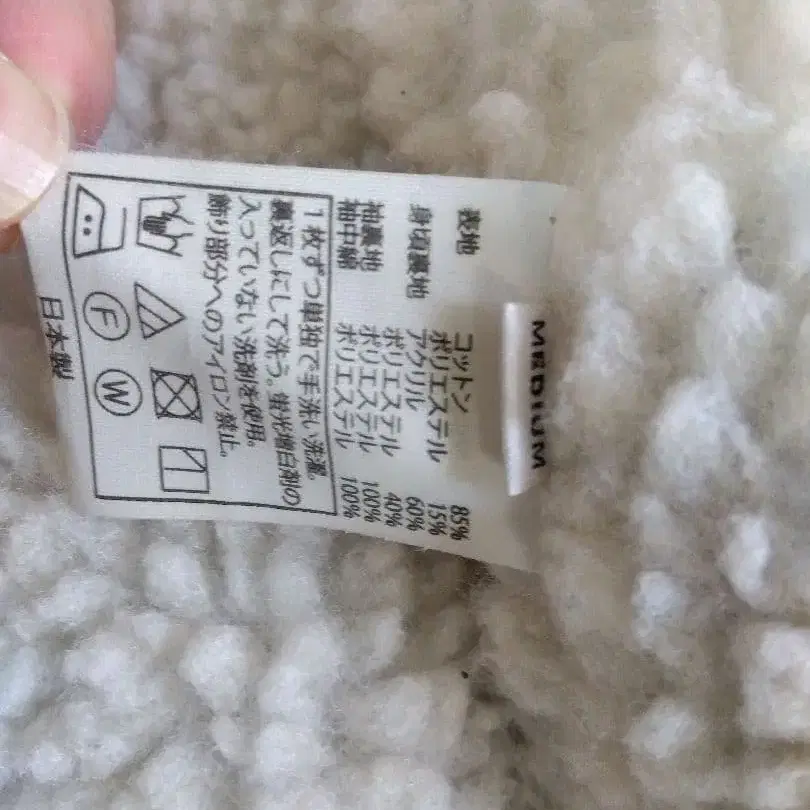 MEDIUM
表地 コットン 85%
ポリエステル 15%
身頃裏地 アクリル 60%
ポリエステル 40%
袖裏地 ポリエステル 100%
袖中綿 ポリエステル 100%
1枚ずつ単独で手洗い洗濯。
裏返しにして洗う。蛍光増白剤の
入っていない洗剤を使用。
飾り部分へのアイロン禁止。
F
W
日本製